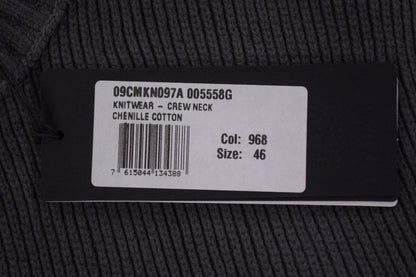 09CMKN097A 005558G
KNITWEAR - CREW NECK
CHENILLE COTTON
Col: 968
Size: 46
7 615044 134388